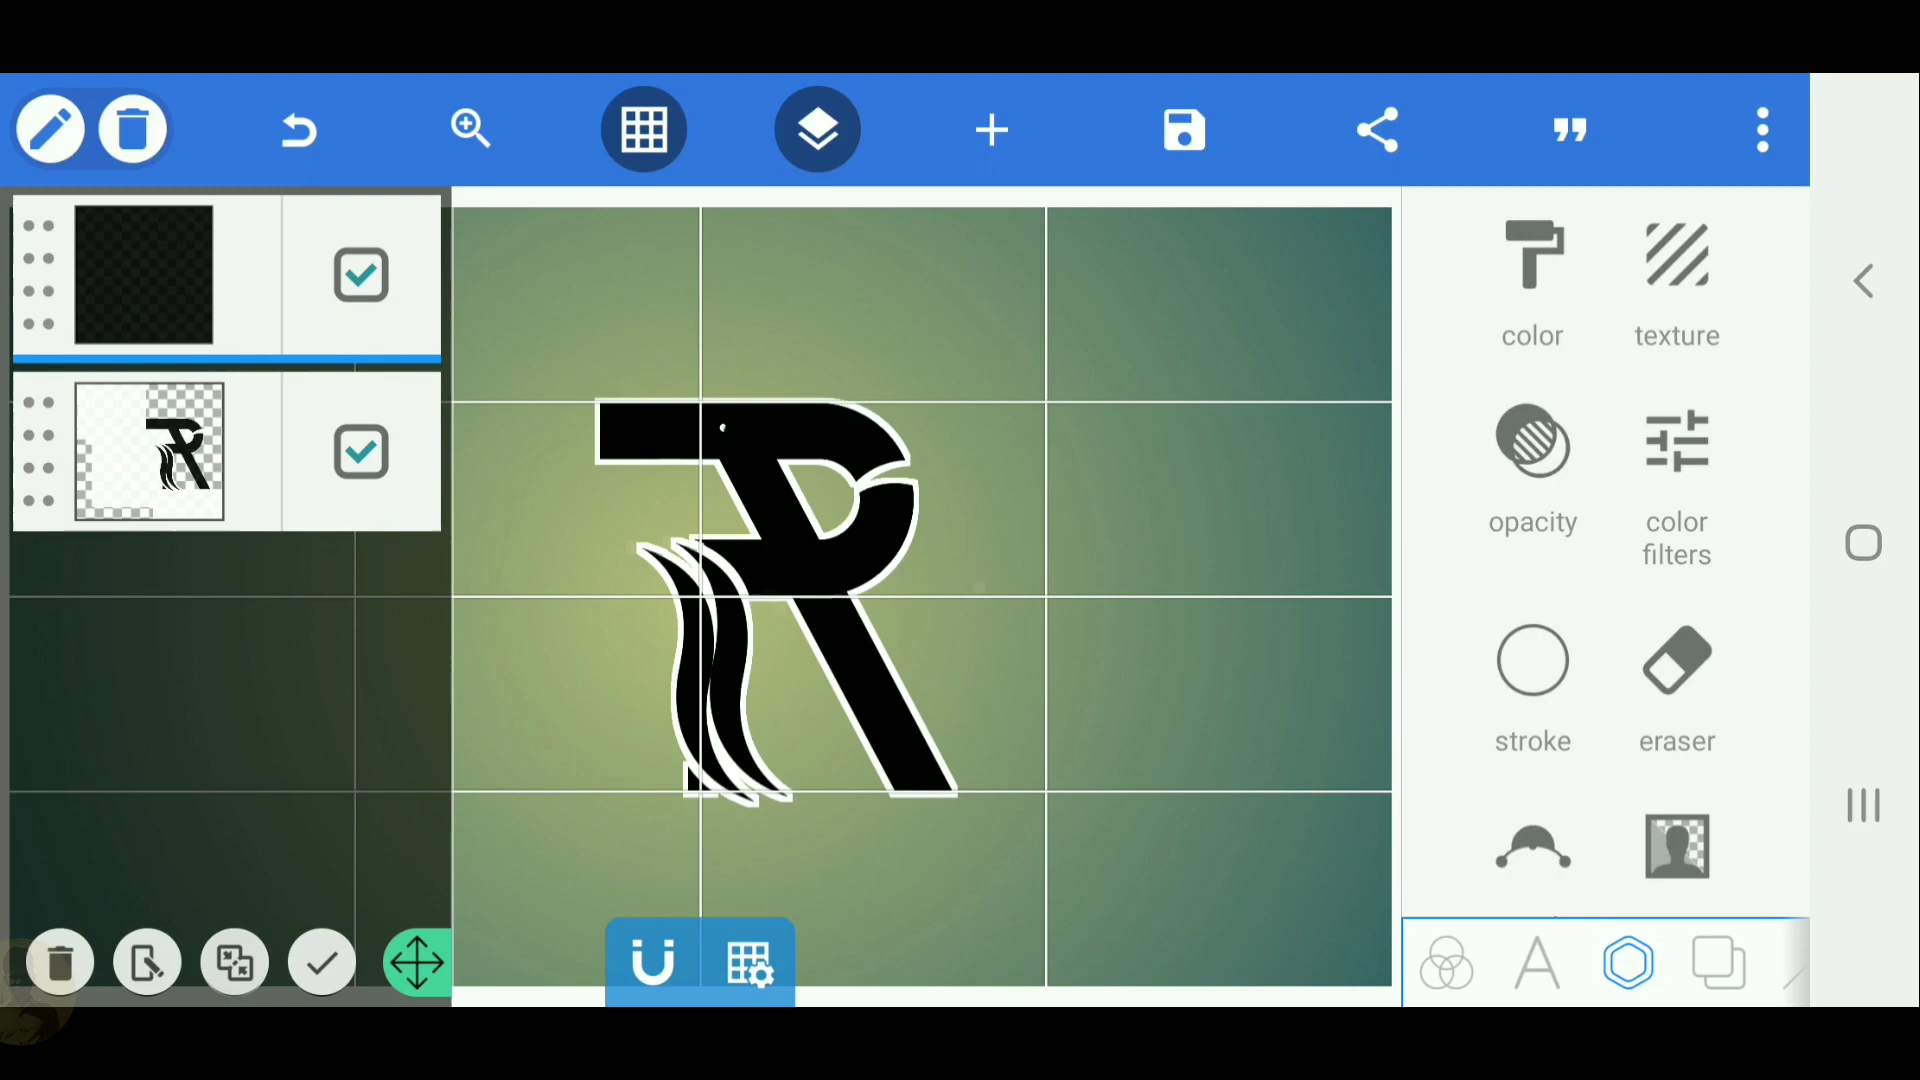 color
texture
opacity
color
filters
stroke
eraser
R